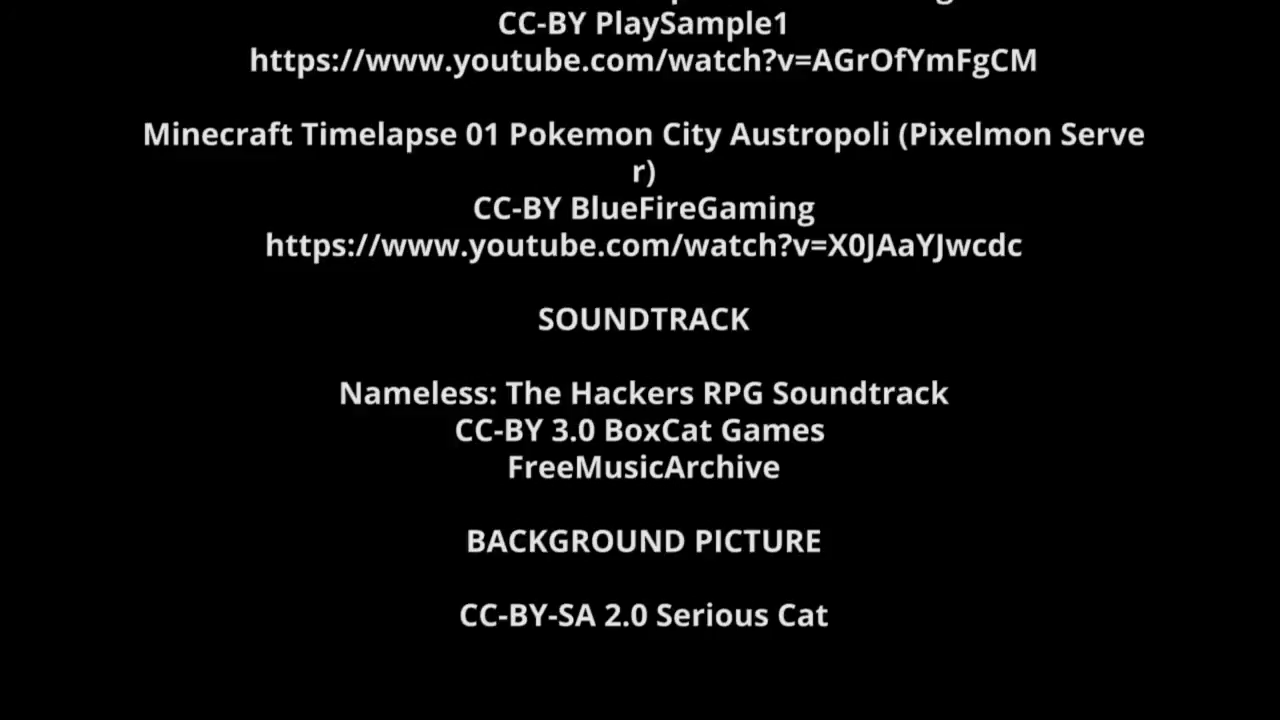 CC-BY PlaySample1
https://www.youtube.com/watch?v=AGrOfYmFgCM
Minecraft Timelapse 01 Pokemon City Austropoli (Pixelmon Serve
r)
CC-BY BlueFireGaming
https://www.youtube.com/watch?v=X0JAaYJwcdc
SOUNDTRACK
Nameless: The Hackers RPG Soundtrack
CC-BY 3.0 BoxCat Games
FreeMusicArchive
BACKGROUND PICTURE
CC-BY-SA 2.0 Serious Cat